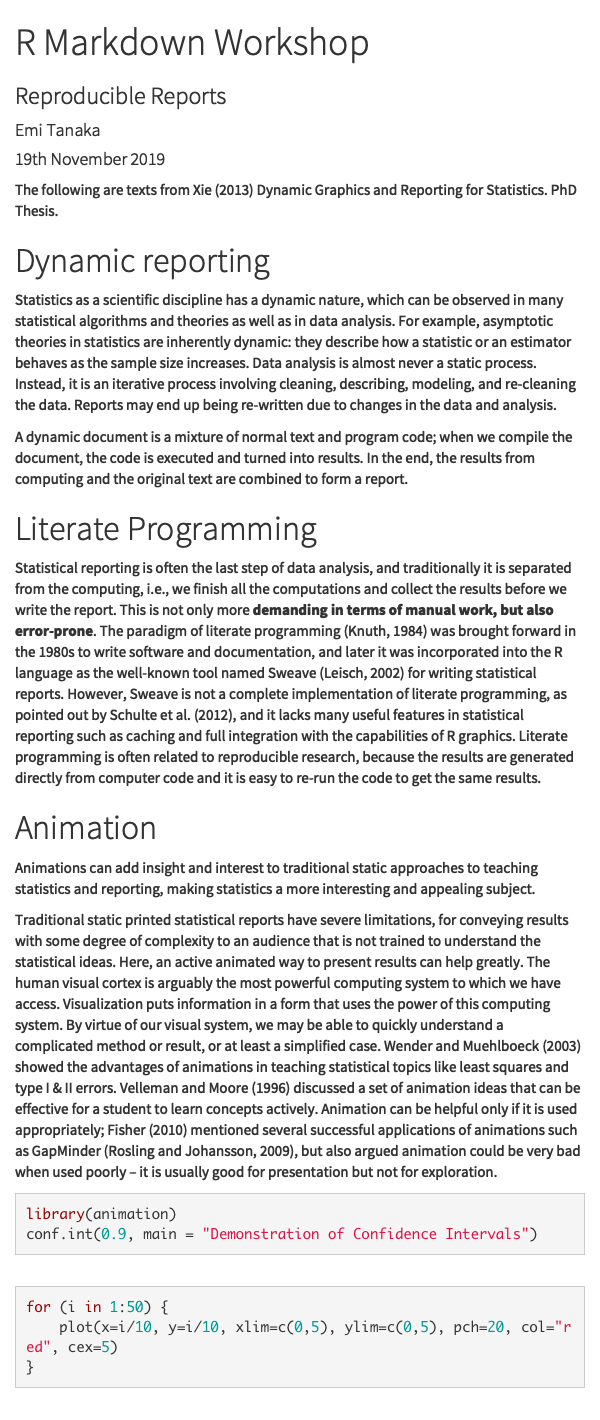 R Markdown Workshop
Reproducible Reports
Emi Tanaka
19th November 2019
The following are texts from Xie (2013) Dynamic Graphics and Reporting for Statistics. PhD
Thesis.
Dynamic reporting
Statistics as a scientific discipline has a dynamic nature, which can be observed in many
statistical algorithms and theories as well as in data analysis. For example, asymptotic
theories in statistics are inherently dynamic: they describe how a statistic or an estimator
behaves as the sample size increases. Data analysis is almost never a static process.
Instead, it is an iterative process involving cleaning, describing, modeling, and re-cleaning
the data. Reports may end up being re-written due to changes in the data and analysis.
A dynamic document is a mixture of normal text and program code; when we compile the
document, the code is executed and turned into results. In the end, the results from
computing and the original text are combined to form a report.
Literate Programming
Statistical reporting is often the last step of data analysis, and traditionally it is separated
from the computing, i.e., we finish all the computations and collect the results before we
write the report. This is not only more demanding in terms of manual work, but also
error-prone. The paradigm of literate programming (Knuth, 1984) was brought forward in
the 1980s to write software and documentation, and later it was incorporated into the R
language as the well-known tool named Sweave (Leisch, 2002) for writing statistical
reports. However, Sweave is not a complete implementation of literate programming, as
pointed out by Schulte et al. (2012), and it lacks many useful features in statistical
reporting such as caching and full integration with the capabilities of R graphics. Literate
programming is often related to reproducible research, because the results are generated
directly from computer code and it is easy to re-run the code to get the same results.
Animation
Animations can add insight and interest to traditional static approaches to teaching
statistics and reporting, making statistics a more interesting and appealing subject.
Traditional static printed statistical reports have severe limitations, for conveying results
with some degree of complexity to an audience that is not trained to understand the
statistical ideas. Here, an active animated way to present results can help greatly. The
human visual cortex is arguably the most powerful computing system to which we have
access. Visualization puts information in a form that uses the power of this computing
system. By virtue of our visual system, we may be able to quickly understand a
complicated method or result, or at least a simplified case. Wender and Muehlboeck (2003)
showed the advantages of animations in teaching statistical topics like least squares and
type I & II errors. Velleman and Moore (1996) discussed a set of animation ideas that can be
effective for a student to learn concepts actively. Animation can be helpful only if it is used
appropriately; Fisher (2010) mentioned several successful applications of animations such
as GapMinder (Rosling and Johansson, 2009), but also argued animation could be very bad
when used poorly – it is usually good for presentation but not for exploration.
library(animation)
conf.int(0.9, main = "Demonstration of Confidence Intervals")
for (i in 1:50) {
    plot(x=i/10, y=i/10, xlim=c(0,5), ylim=c(0,5), pch=20, col="r
ed", cex=5)
}